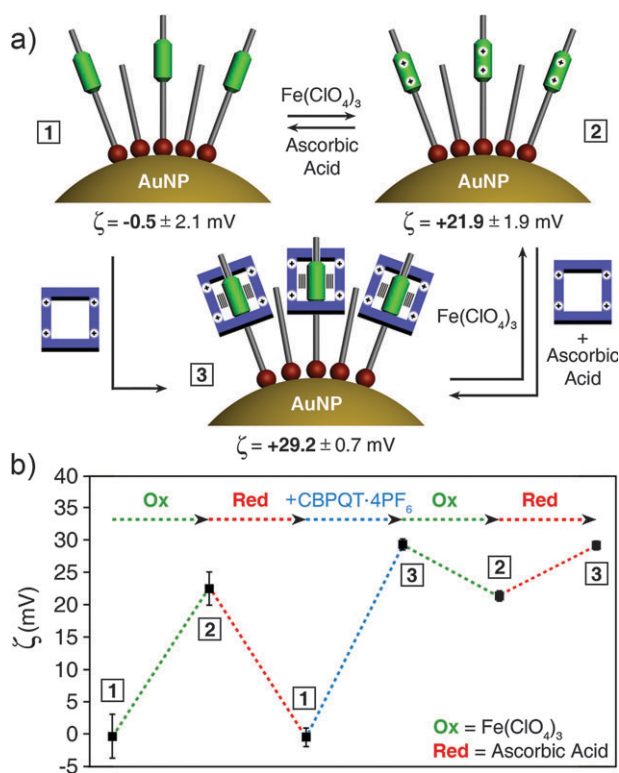 a)
Fe(ClO4)3
1
2
Ascorbic
Acid
AuNP
AuNP
ζ = -0.5 ± 2.1 mV
ζ = +21.9 ± 1.9 mV
+ + + +
Fe(ClO4)3
+
Ascorbic
Acid
3
AuNP
ζ = +29.2 ± 0.7 mV
b)
40
35
30
25
20
15
10
5
0
-5
ζ (mV)
Ox
Red
+CBPQT·4PF6
Ox
Red
1
2
1
3
2
3
Ox = Fe(ClO4)3
Red = Ascorbic Acid